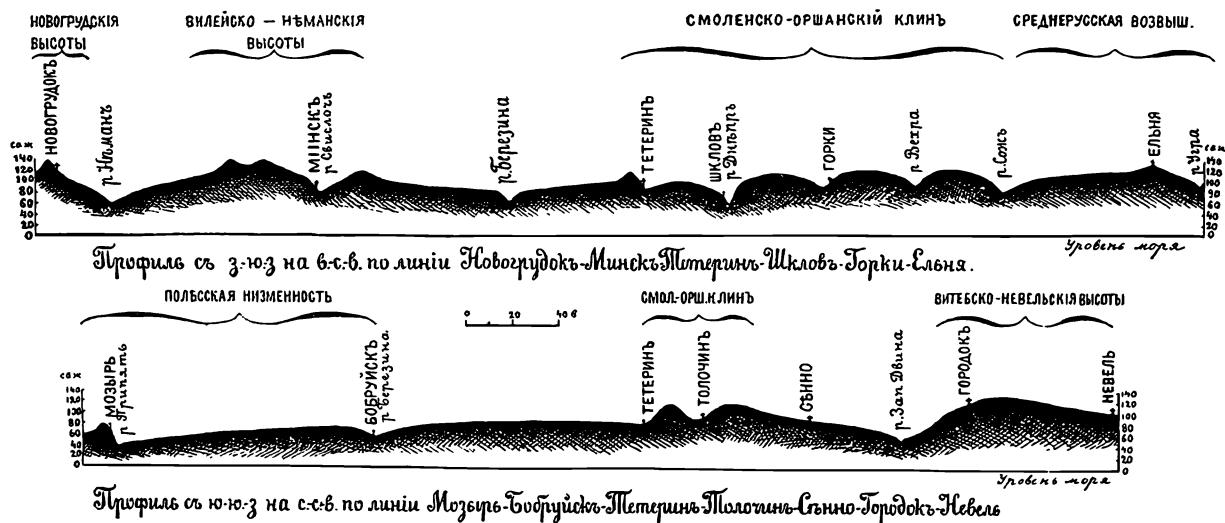 НОВОГРУДСКІЯ ВЫСОТЫ
ВИЛЕЙСКО – НѢМАНСКІЯ ВЫСОТЫ
СМОЛЕНСКО-ОРШАНСКІЙ КЛИНЪ
СРЕДНЕРУССКАЯ ВОЗВЫШ.
НОВОГРУДОКЪ
р. Нѣманъ
МИНСКЪ
р Свислочь
р. Березина
ТЕТЕРИНЪ
ШКЛОВЪ
р. Днѣпръ
ГОРКИ
р. Вехра
р. Сожъ
ЕЛЬНЯ
р. Угра
саж
140
120
100
80
60
40
20
0
саж
140
120
100
80
60
40
20
0
Уровень моря
Профиль съ з.-ю.-з на в.-с.-в. по линіи Новогрудокъ-Минскъ-Тетеринъ-Шкловъ-Горки-Ельня.
ПОЛѢССКАЯ НИЗМЕННОСТЬ
0 20 40 в
СМОЛ-ОРШ.КЛИНЪ
ВИТЕБСКО-НЕВЕЛЬСКІЯ ВЫСОТЫ
МОЗЫРЬ
р. Припять
БОБРУЙСКЪ
р. Березина
ТЕТЕРИНЪ
ТОЛОЧИНЪ
СѢННО
р. Зап Двина
ГОРОДОКЪ
НЕВЕЛЬ
саж
140
120
100
80
60
40
20
0
саж
140
120
100
80
60
40
20
0
Уровень моря
Профиль съ ю-ю-з на с-с-в. по линіи Мозырь-Бобруйскъ-Тетеринъ-Толочинъ-Сѣнно-Городокъ-Невель